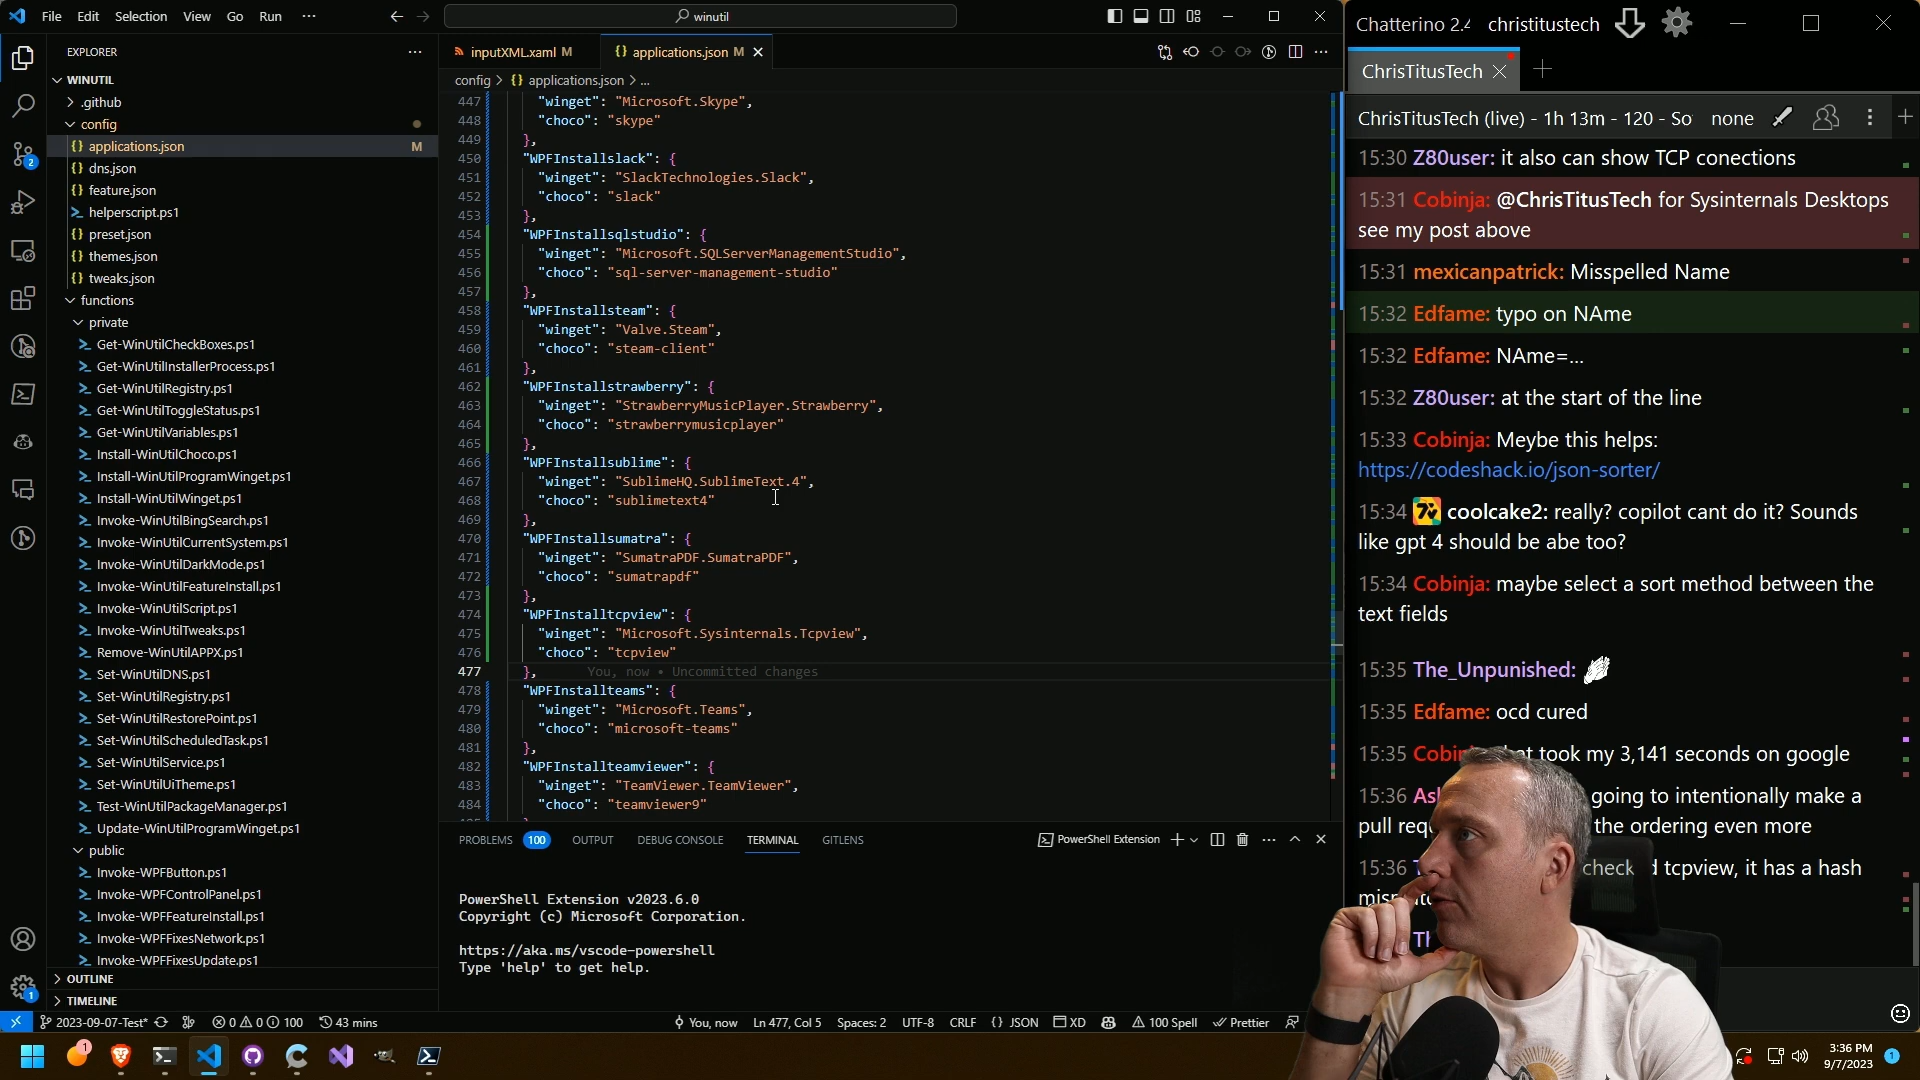 File Edit Selection View Go Run ···
winutil
Chatterino 2.4 christitustech
EXPLORER ···
inputXML.xaml M
{} applications.json M
ChrisTitusTech
WINUTIL
config > {} applications.json > ...
ChrisTitusTech (live) - 1h 13m - 120 - So none
.github
config
{} applications.json M
{} dns.json
{} feature.json
helperscript.ps1
{} preset.json
{} themes.json
{} tweaks.json
functions
private
Get-WinUtilCheckBoxes.ps1
Get-WinUtilInstallerProcess.ps1
Get-WinUtilRegistry.ps1
Get-WinUtilToggleStatus.ps1
Get-WinUtilVariables.ps1
Install-WinUtilChoco.ps1
Install-WinUtilProgramWinget.ps1
Install-WinUtilWinget.ps1
Invoke-WinUtilBingSearch.ps1
Invoke-WinUtilCurrentSystem.ps1
Invoke-WinUtilDarkMode.ps1
Invoke-WinUtilFeatureInstall.ps1
Invoke-WinUtilScript.ps1
Invoke-WinUtilTweaks.ps1
Remove-WinUtilAPPX.ps1
Set-WinUtilDNS.ps1
Set-WinUtilRegistry.ps1
Set-WinUtilRestorePoint.ps1
Set-WinUtilScheduledTask.ps1
Set-WinUtilService.ps1
Set-WinUtilUiTheme.ps1
Test-WinUtilPackageManager.ps1
Update-WinUtilProgramWinget.ps1
public
Invoke-WPFButton.ps1
Invoke-WPFControlPanel.ps1
Invoke-WPFFeatureInstall.ps1
Invoke-WPFFixesNetwork.ps1
Invoke-WPFFixesUpdate.ps1
OUTLINE
TIMELINE
447 "winget": "Microsoft.Skype",
448 "choco": "skype"
449 },
450 "WPFInstallslack": {
451 "winget": "SlackTechnologies.Slack",
452 "choco": "slack"
453 },
454 "WPFInstallsqlstudio": {
455 "winget": "Microsoft.SQLServerManagementStudio",
456 "choco": "sql-server-management-studio"
457 },
458 "WPFInstallsteam": {
459 "winget": "Valve.Steam",
460 "choco": "steam-client"
461 },
462 "WPFInstallstrawberry": {
463 "winget": "StrawberryMusicPlayer.Strawberry",
464 "choco": "strawberrymusicplayer"
465 },
466 "WPFInstallsublime": {
467 "winget": "SublimeHQ.SublimeText.4",
468 "choco": "sublimetext4"
469 },
470 "WPFInstallsumatra": {
471 "winget": "SumatraPDF.SumatraPDF",
472 "choco": "sumatrapdf"
473 },
474 "WPFInstalltcpview": {
475 "winget": "Microsoft.Sysinternals.Tcpview",
476 "choco": "tcpview"
477 }, You, now • Uncommitted changes
478 "WPFInstallteams": {
479 "winget": "Microsoft.Teams",
480 "choco": "microsoft-teams"
481 },
482 "WPFInstallteamviewer": {
483 "winget": "TeamViewer.TeamViewer",
484 "choco": "teamviewer9"
PROBLEMS 100 OUTPUT DEBUG CONSOLE TERMINAL GITLENS
PowerShell Extension
PowerShell Extension v2023.6.0
Copyright (c) Microsoft Corporation.
https://aka.ms/vscode-powershell
Type 'help' to get help.
15:30 Z80user: it also can show TCP conections
15:31 Cobinja: @ChrisTitusTech for Sysinternals Desktops
see my post above
15:31 mexicanpatrick: Misspelled Name
15:32 Edfame: typo on NAme
15:32 Edfame: NAme=...
15:32 Z80user: at the start of the line
15:33 Cobinja: Meybe this helps:
https://codeshack.io/json-sorter/
15:34 coolcake2: really? copilot cant do it? Sounds
like gpt 4 should be abe too?
15:34 Cobinja: maybe select a sort method between the
text fields
15:35 The_Unpunished:
15:35 Edfame: ocd cured
15:35 took my 3,141 seconds on google
15:36 going to intentionally make a
pull the ordering even more
15:36 check tcpview, it has a hash
2023-09-07-Test* 0 0 100 43 mins
You, now Ln 477, Col 5 Spaces: 2 UTF-8 CRLF {} JSON XD 100 Spell Prettier
2
1
1
3:36 PM
9/7/2023
1